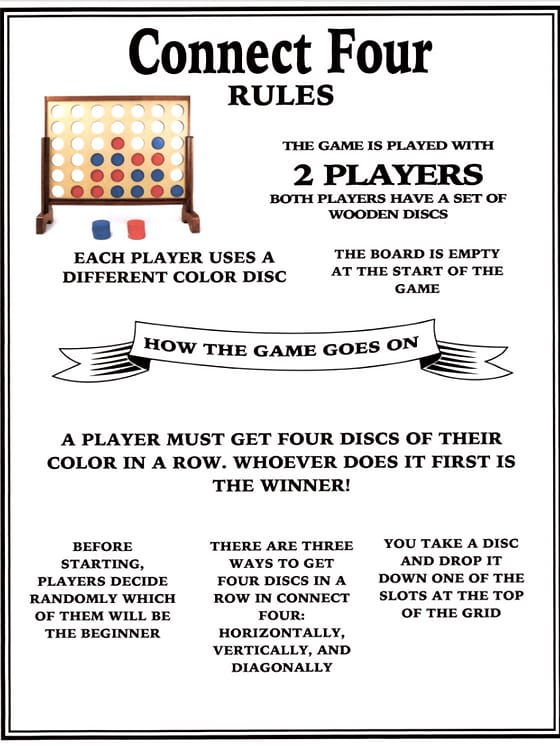 Connect Four
RULES
THE GAME IS PLAYED WITH
2 PLAYERS
BOTH PLAYERS HAVE A SET OF
WOODEN DISCS
EACH PLAYER USES A
DIFFERENT COLOR DISC
THE BOARD IS EMPTY
AT THE START OF THE
GAME
HOW THE GAME GOES ON
A PLAYER MUST GET FOUR DISCS OF THEIR
COLOR IN A ROW. WHOEVER DOES IT FIRST IS
THE WINNER!
BEFORE
STARTING,
PLAYERS DECIDE
RANDOMLY WHICH
OF THEM WILL BE
THE BEGINNER
THERE ARE THREE
WAYS TO GET
FOUR DISCS IN A
ROW IN CONNECT
FOUR:
HORIZONTALLY,
VERTICALLY, AND
DIAGONALLY
YOU TAKE A DISC
AND DROP IT
DOWN ONE OF THE
SLOTS AT THE TOP
OF THE GRID